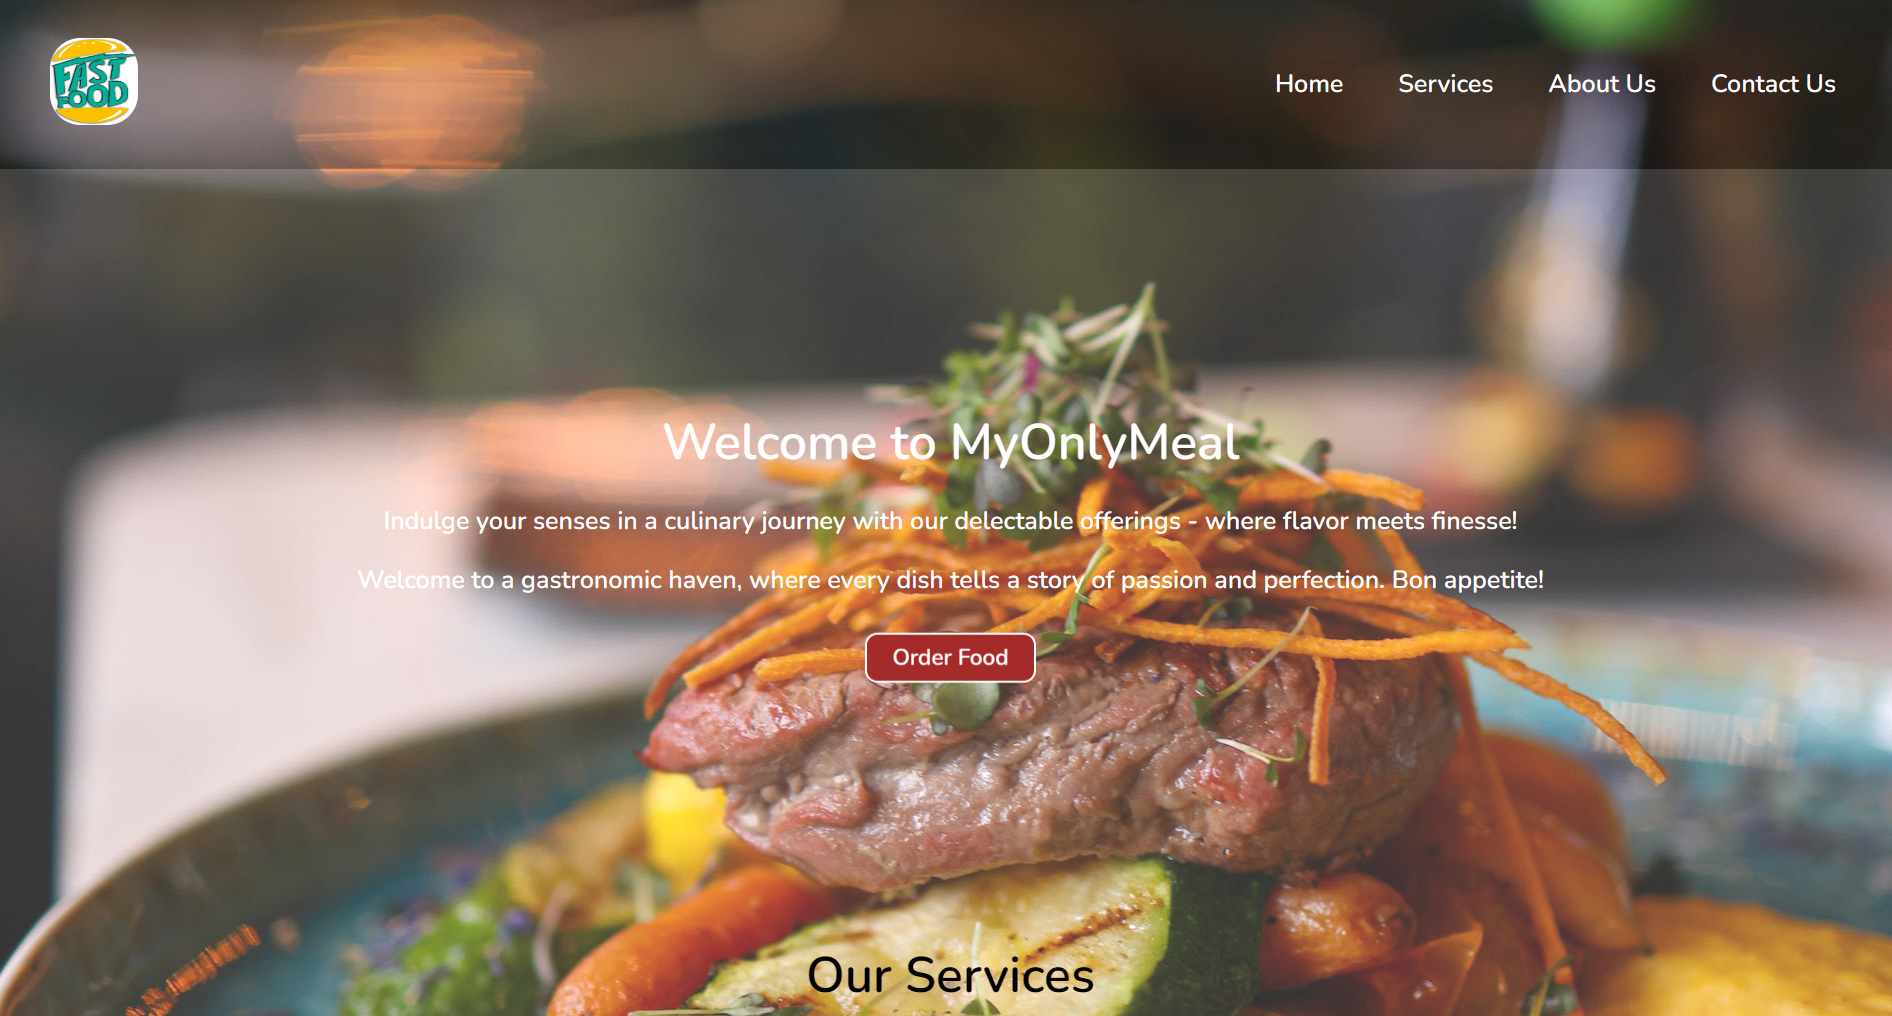 FAST
FOOD
Home
Services
About Us
Contact Us
Welcome to MyOnlyMeal
Indulge your senses in a culinary journey with our delectable offerings - where flavor meets finesse!
Welcome to a gastronomic haven, where every dish tells a story of passion and perfection. Bon appetite!
Order Food
Our Services